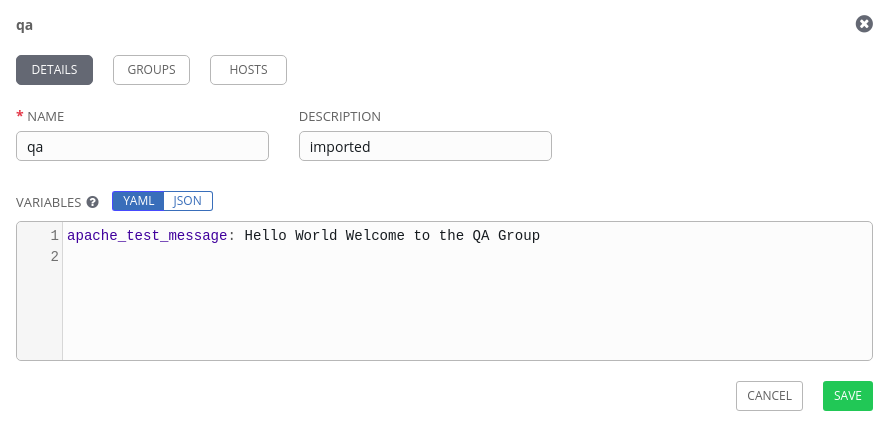 qa
DETAILS GROUPS HOSTS
* NAME DESCRIPTION
qa imported
VARIABLES ? YAML JSON
1 apache_test_message: Hello World Welcome to the QA Group
2
CANCEL SAVE